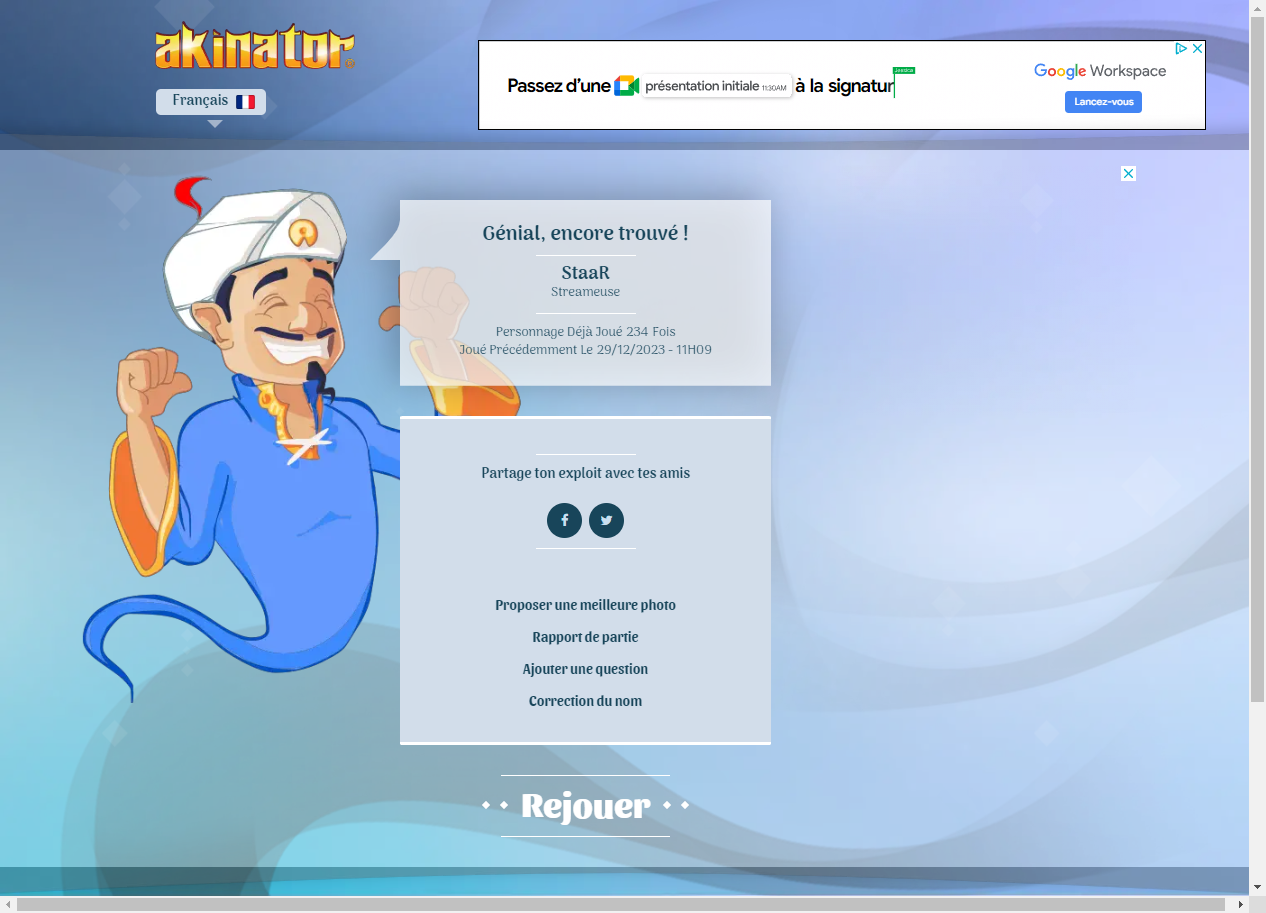 akinator
Français
Passez d'une présentation initiale 11:30AM à la signatur
Jessica
Google Workspace
Lancez-vous
Génial, encore trouvé !
StaaR
Streameuse
Personnage Déjà Joué 234 Fois
Joué Précédemment Le 29/12/2023 - 11H09
Partage ton exploit avec tes amis
Proposer une meilleure photo
Rapport de partie
Ajouter une question
Correction du nom
Rejouer